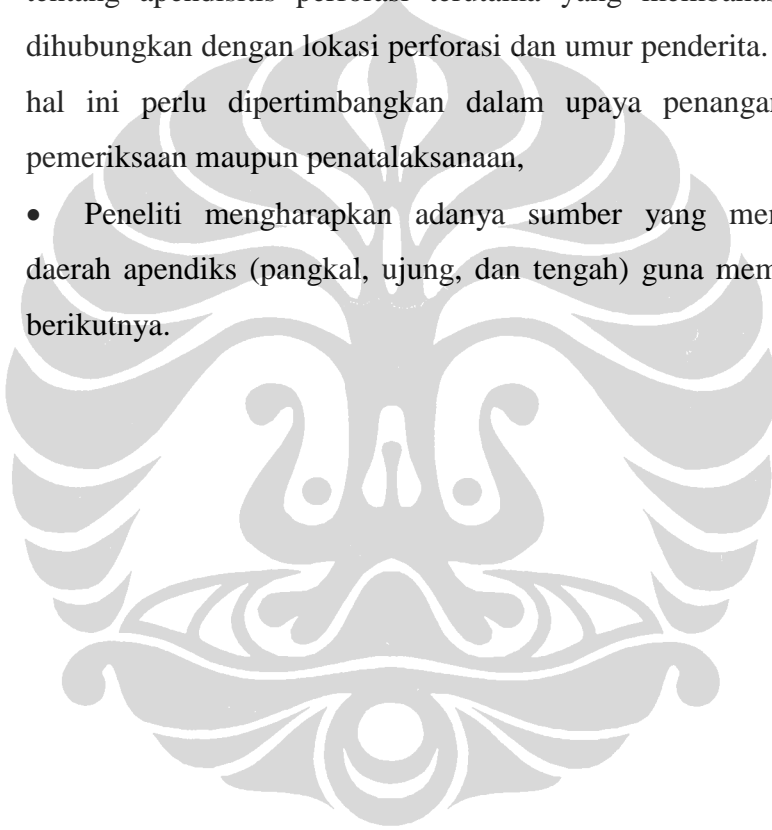 tentang apendisitis perforasi terutama yang
dihubungkan dengan lokasi perforasi dan umur penderita.
hal ini perlu dipertimbangkan dalam upaya
pemeriksaan maupun penatalaksanaan,
• Peneliti mengharapkan adanya sumber yang
daerah apendiks (pangkal, ujung, dan tengah) guna
berikutnya.